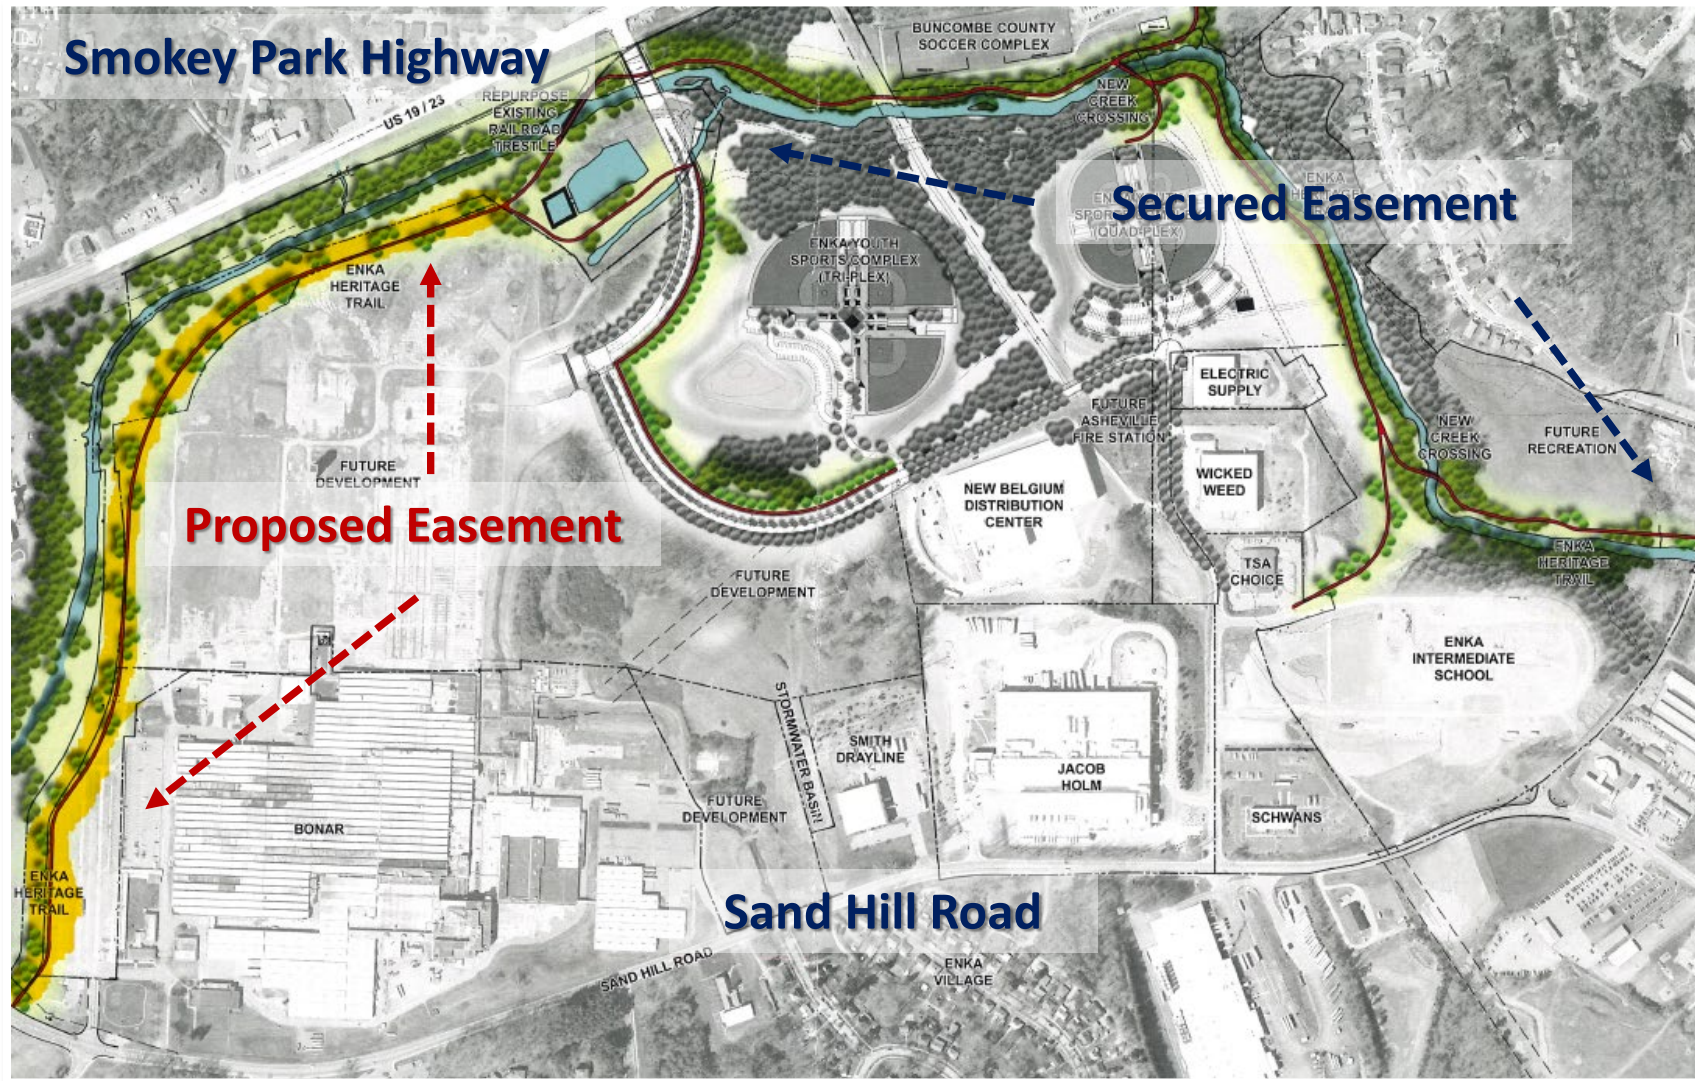 BUNCOMBE COUNTY
SOCCER COMPLEX
Smokey Park Highway
US 19 / 23
REPURPOSE
EXISTING
RAILROAD
TRESTLE
NEW
CREEK
CROSSING
ENKA
HERITAGE
Secured Easement
SPORTS
(QUAD-PLEX)
ENKA YOUTH
SPORTS COMPLEX
(TRI-PLEX)
ENKA
HERITAGE
TRAIL
ELECTRIC
SUPPLY
FUTURE
ASHEVILLE
FIRE STATION
NEW
CREEK
CROSSING
FUTURE
RECREATION
FUTURE
DEVELOPMENT
WICKED
WEED
NEW BELGIUM
DISTRIBUTION
CENTER
Proposed Easement
TSA
CHOICE
ENKA
HERITAGE
TRAIL
FUTURE
DEVELOPMENT
ENKA
INTERMEDIATE
SCHOOL
STORMWATER BASIN
SMITH
DRAYLINE
JACOB
HOLM
FUTURE
DEVELOPMENT
SCHWANS
BONAR
ENKA
HERITAGE
TRAIL
Sand Hill Road
SAND HILL ROAD
ENKA
VILLAGE